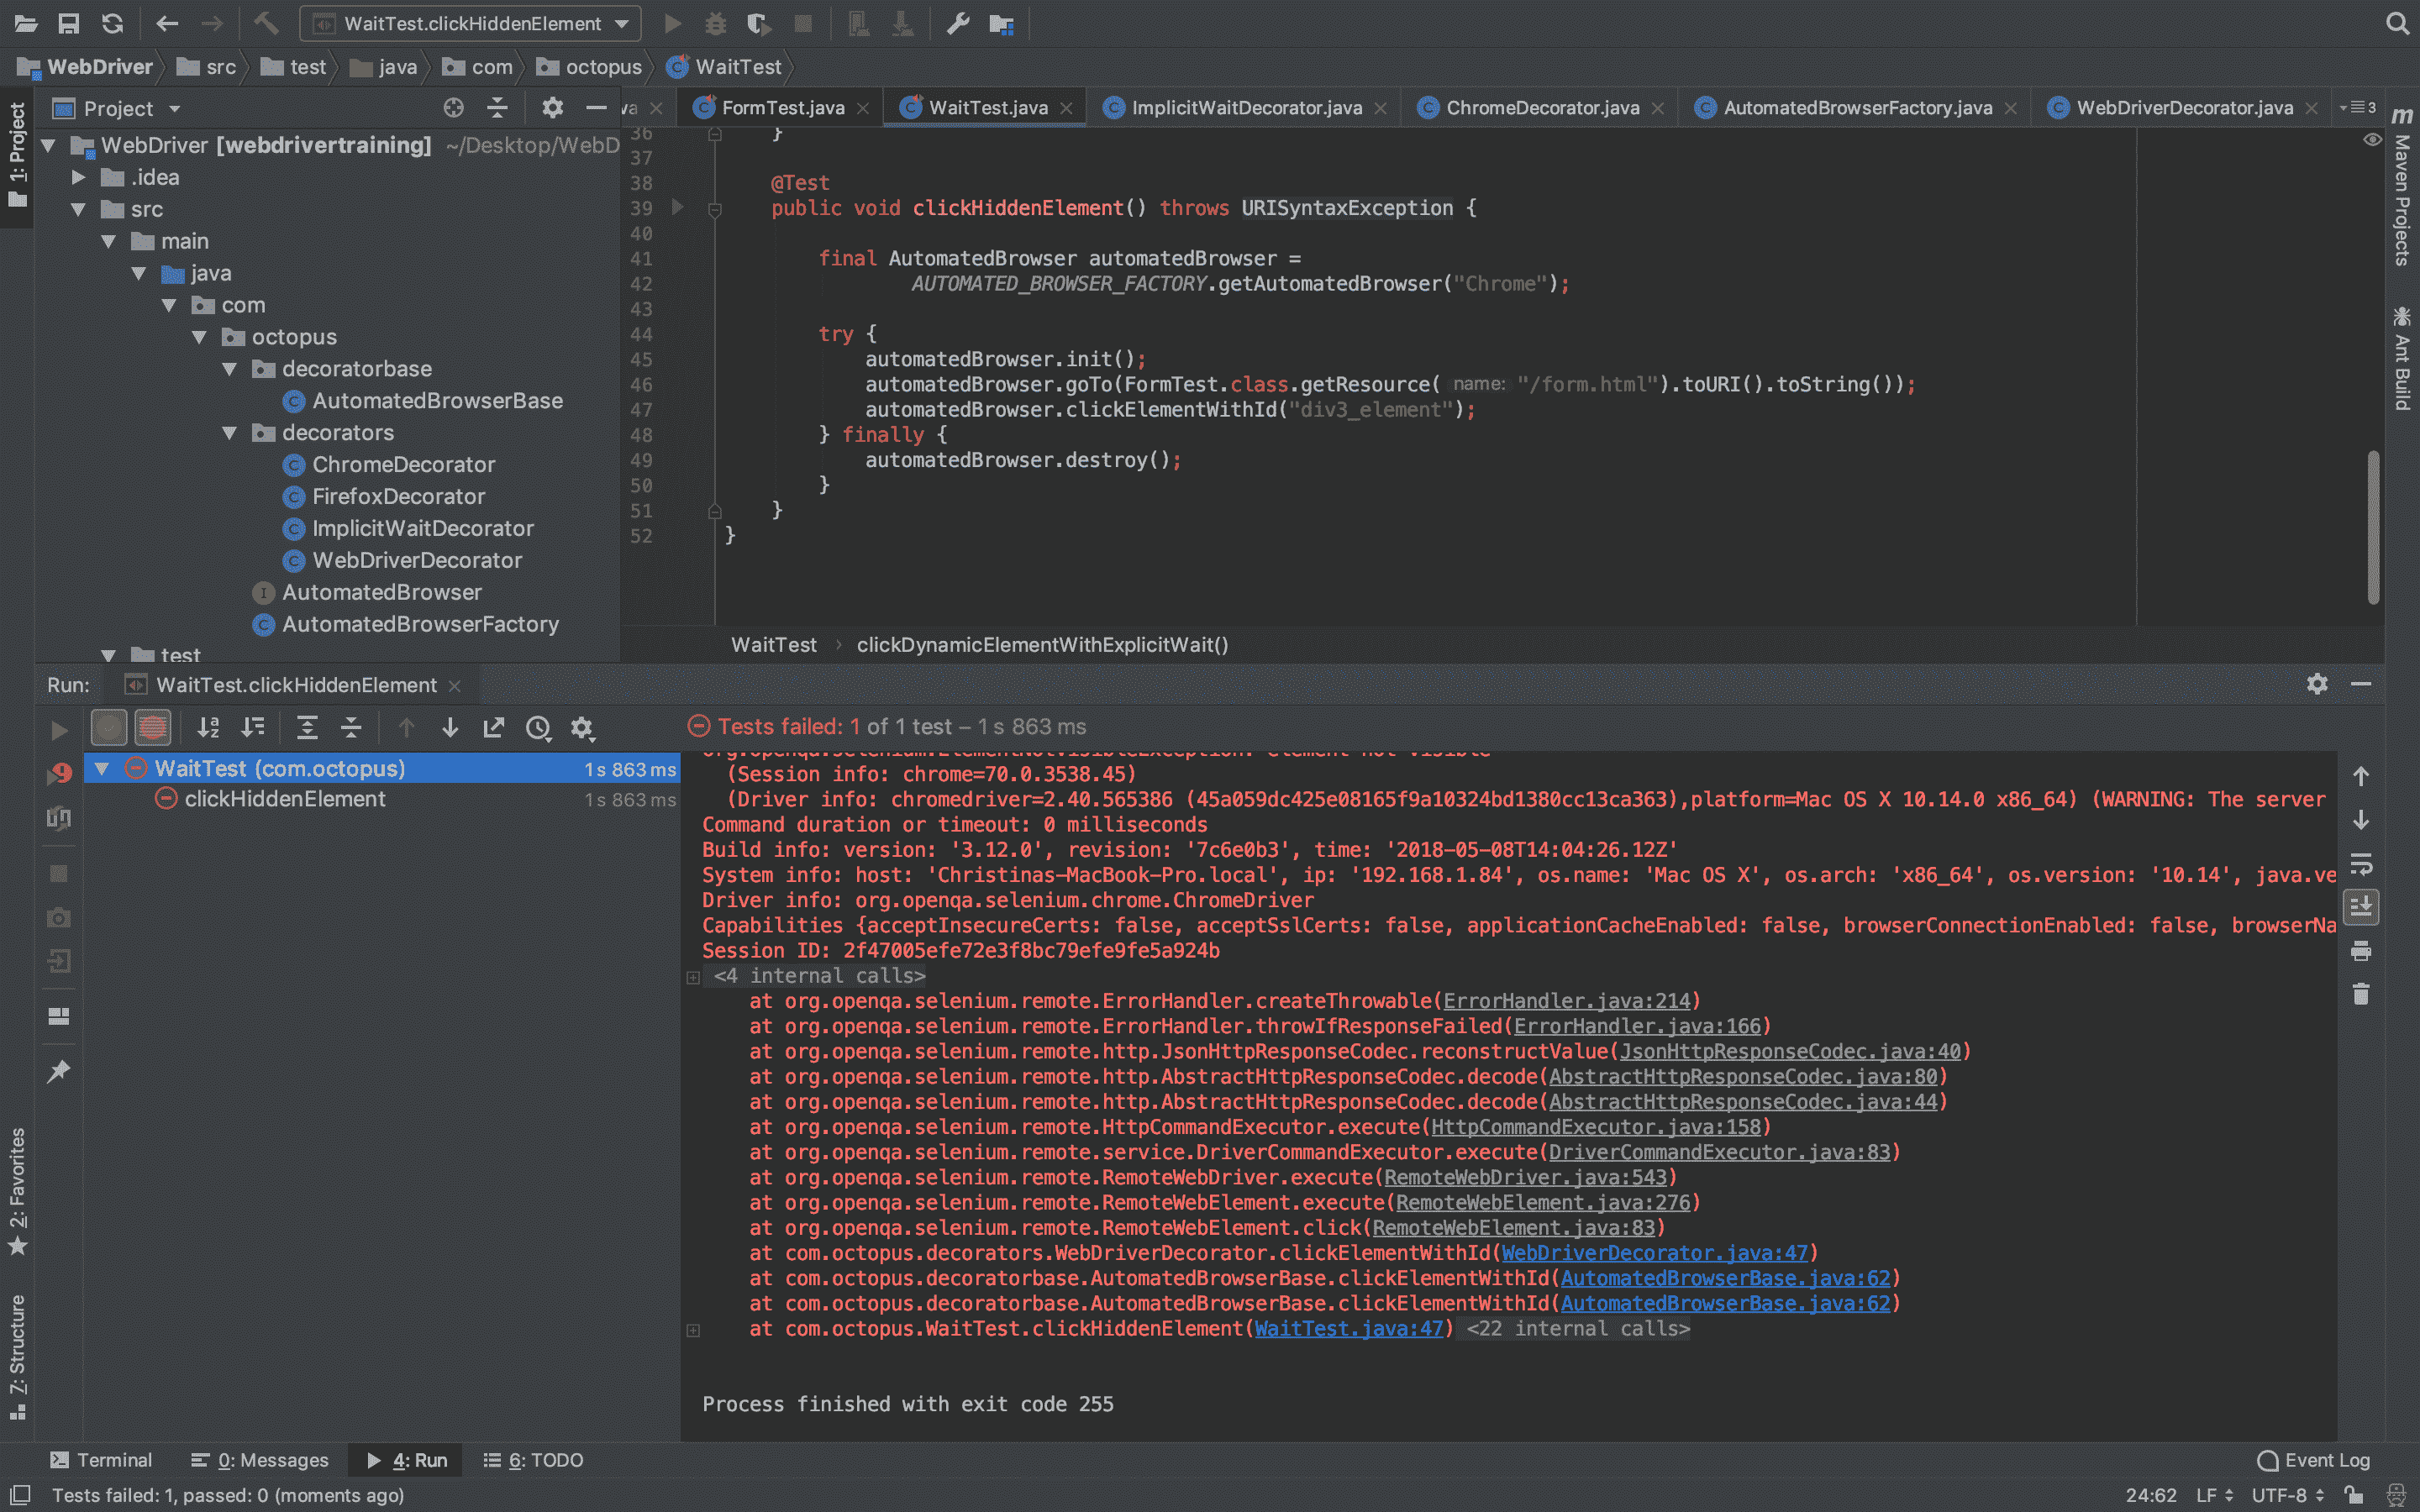 WaitTest.clickHiddenElement
WebDriver src test java com octopus WaitTest
1: Project
Project
va FormTest.java WaitTest.java ImplicitWaitDecorator.java ChromeDecorator.java AutomatedBrowserFactory.java WebDriverDecorator.java 3
WebDriver [webdrivertraining] ~/Desktop/WebD
.idea
src
main
java
com
octopus
decoratorbase
AutomatedBrowserBase
decorators
ChromeDecorator
FirefoxDecorator
ImplicitWaitDecorator
WebDriverDecorator
AutomatedBrowser
AutomatedBrowserFactory
test
36 }
37
38 @Test
39 public void clickHiddenElement() throws URISyntaxException {
40
41 final AutomatedBrowser automatedBrowser =
42 AUTOMATED_BROWSER_FACTORY.getAutomatedBrowser("Chrome");
43
44 try {
45 automatedBrowser.init();
46 automatedBrowser.goTo(FormTest.class.getResource( name: "/form.html").toURI().toString());
47 automatedBrowser.clickElementWithId("div3_element");
48 } finally {
49 automatedBrowser.destroy();
50 }
51 }
52 }
WaitTest › clickDynamicElementWithExplicitWait()
m Maven Projects
Ant Build
Run: WaitTest.clickHiddenElement
Tests failed: 1 of 1 test – 1 s 863 ms
WaitTest (com.octopus) 1 s 863 ms
clickHiddenElement 1 s 863 ms
org.openqa.selenium.ElementNotVisibleException: element not visible
(Session info: chrome=70.0.3538.45)
(Driver info: chromedriver=2.40.565386 (45a059dc425e08165f9a10324bd1380cc13ca363),platform=Mac OS X 10.14.0 x86_64) (WARNING: The server
Command duration or timeout: 0 milliseconds
Build info: version: '3.12.0', revision: '7c6e0b3', time: '2018-05-08T14:04:26.12Z'
System info: host: 'Christinas-MacBook-Pro.local', ip: '192.168.1.84', os.name: 'Mac OS X', os.arch: 'x86_64', os.version: '10.14', java.ve
Driver info: org.openqa.selenium.chrome.ChromeDriver
Capabilities {acceptInsecureCerts: false, acceptSslCerts: false, applicationCacheEnabled: false, browserConnectionEnabled: false, browserNa
Session ID: 2f47005efe72e3f8bc79efe9fe5a924b
<4 internal calls>
at org.openqa.selenium.remote.ErrorHandler.createThrowable(ErrorHandler.java:214)
at org.openqa.selenium.remote.ErrorHandler.throwIfResponseFailed(ErrorHandler.java:166)
at org.openqa.selenium.remote.http.JsonHttpResponseCodec.reconstructValue(JsonHttpResponseCodec.java:40)
at org.openqa.selenium.remote.http.AbstractHttpResponseCodec.decode(AbstractHttpResponseCodec.java:80)
at org.openqa.selenium.remote.http.AbstractHttpResponseCodec.decode(AbstractHttpResponseCodec.java:44)
at org.openqa.selenium.remote.HttpCommandExecutor.execute(HttpCommandExecutor.java:158)
at org.openqa.selenium.remote.service.DriverCommandExecutor.execute(DriverCommandExecutor.java:83)
at org.openqa.selenium.remote.RemoteWebDriver.execute(RemoteWebDriver.java:543)
at org.openqa.selenium.remote.RemoteWebElement.execute(RemoteWebElement.java:276)
at org.openqa.selenium.remote.RemoteWebElement.click(RemoteWebElement.java:83)
at com.octopus.decorators.WebDriverDecorator.clickElementWithId(WebDriverDecorator.java:47)
at com.octopus.decoratorbase.AutomatedBrowserBase.clickElementWithId(AutomatedBrowserBase.java:62)
at com.octopus.decoratorbase.AutomatedBrowserBase.clickElementWithId(AutomatedBrowserBase.java:62)
at com.octopus.WaitTest.clickHiddenElement(WaitTest.java:47) <22 internal calls>
Process finished with exit code 255
2: Favorites
7: Structure
Terminal 0: Messages 4: Run 6: TODO Event Log
Tests failed: 1, passed: 0 (moments ago) 24:62 LF UTF-8